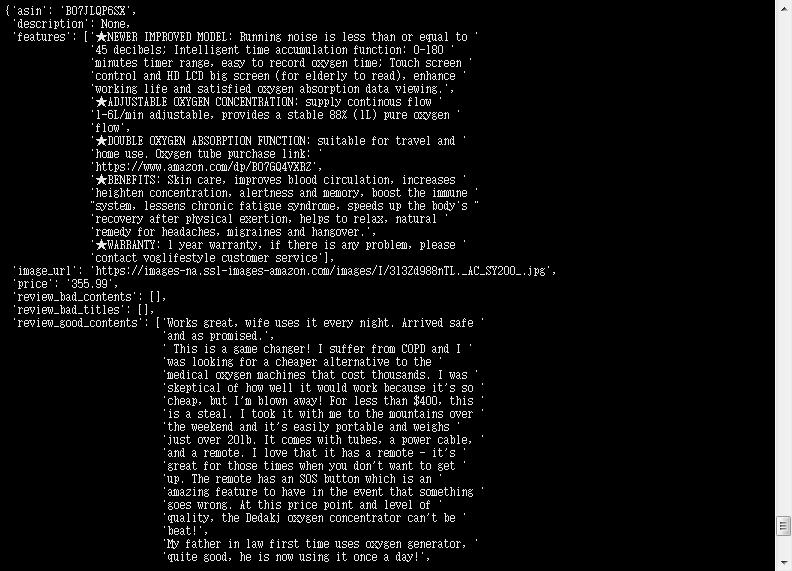 {'asin': 'B07JLQP6SX',
'description': None,
'features': ['★NEWER IMPROVED MODEL: Running noise is less than or equal to '
'45 decibels; Intelligent time accumulation function: 0-180 '
'minutes timer range, easy to record oxygen time; Touch screen '
'control and HD LCD big screen (for elderly to read), enhance '
'working life and satisfied oxygen absorption data viewing.',
'★ADJUSTABLE OXYGEN CONCENTRATION: supply continous flow '
'1-6L/min adjustable, provides a stable 88% (1L) pure oxygen '
'flow',
'★DOUBLE OXYGEN ABSORPTION FUNCTION: suitable for travel and '
'home use. Oxygen tube purchase link: '
'https://www.amazon.com/dp/B07GQ4VXRZ',
'★BENEFITS: Skin care, improves blood circulation, increases '
'heighten concentration, alertness and memory, boost the immune '
"system, lessens chronic fatigue syndrome, speeds up the body's "
'recovery after physical exertion, helps to relax, natural '
'remedy for headaches, migraines and hangover.',
'★WARRANTY: 1 year warranty, if there is any problem, please '
'contact voglifestyle customer service'],
'image_url': 'https://images-na.ssl-images-amazon.com/images/I/313Zd988nTL._AC_SY200_.jpg',
'price': '355.99',
'review_bad_contents': [],
'review_bad_titles': [],
'review_good_contents': ['Works great, wife uses it every night. Arrived safe '
'and as promised.',
' This is a game changer! I suffer from COPD and I '
'was looking for a cheaper alternative to the '
'medical oxygen machines that cost thousands. I was '
"skeptical of how well it would work because it's so "
"cheap, but I'm blown away! For less than $400, this "
'is a steal. I took it with me to the mountains over '
"the weekend and it's easily portable and weighs "
'just over 20lb. It comes with tubes, a power cable, '
"and a remote. I love that it has a remote - it's "
"great for those times when you don't want to get "
'up. The remote has an SOS button which is an '
'amazing feature to have in the event that something '
'goes wrong. At this price point and level of '
"quality, the Dedakj oxygen concentrator can't be "
'beat!',
'My father in law first time uses oxygen generator, '
'quite good, he is now using it once a day!',